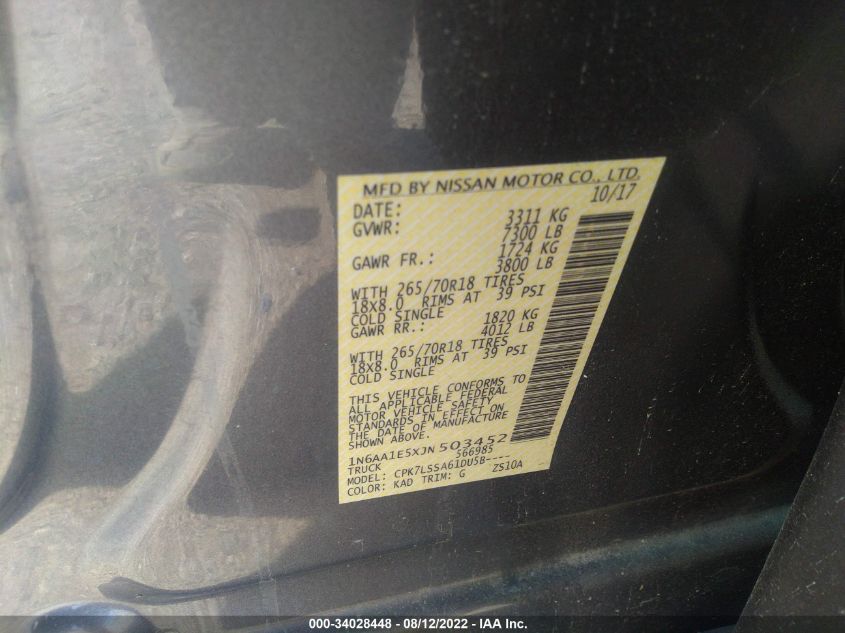 MFD BY NISSAN MOTOR CO., LTD.
DATE: 10/17
GVWR: 3311 KG
7300 LB
GAWR FR.: 1724 KG
3800 LB
WITH 265/70R18 TIRES
18X8.0 RIMS AT 39 PSI
COLD SINGLE
GAWR RR.: 1820 KG
4012 LB
WITH 265/70R18 TIRES
18X8.0 RIMS AT 39 PSI
COLD SINGLE
THIS VEHICLE CONFORMS TO
ALL APPLICABLE FEDERAL
MOTOR VEHICLE SAFETY
STANDARDS IN EFFECT ON
THE DATE OF MANUFACTURE
SHOWN ABOVE.
1N6AA1E5XJN503452
TRUCK 566985
MODEL: CPK7LSSA61DU5B----
COLOR: KAD TRIM: G ZS10A
000-34028448 - 08/12/2022 - IAA Inc.